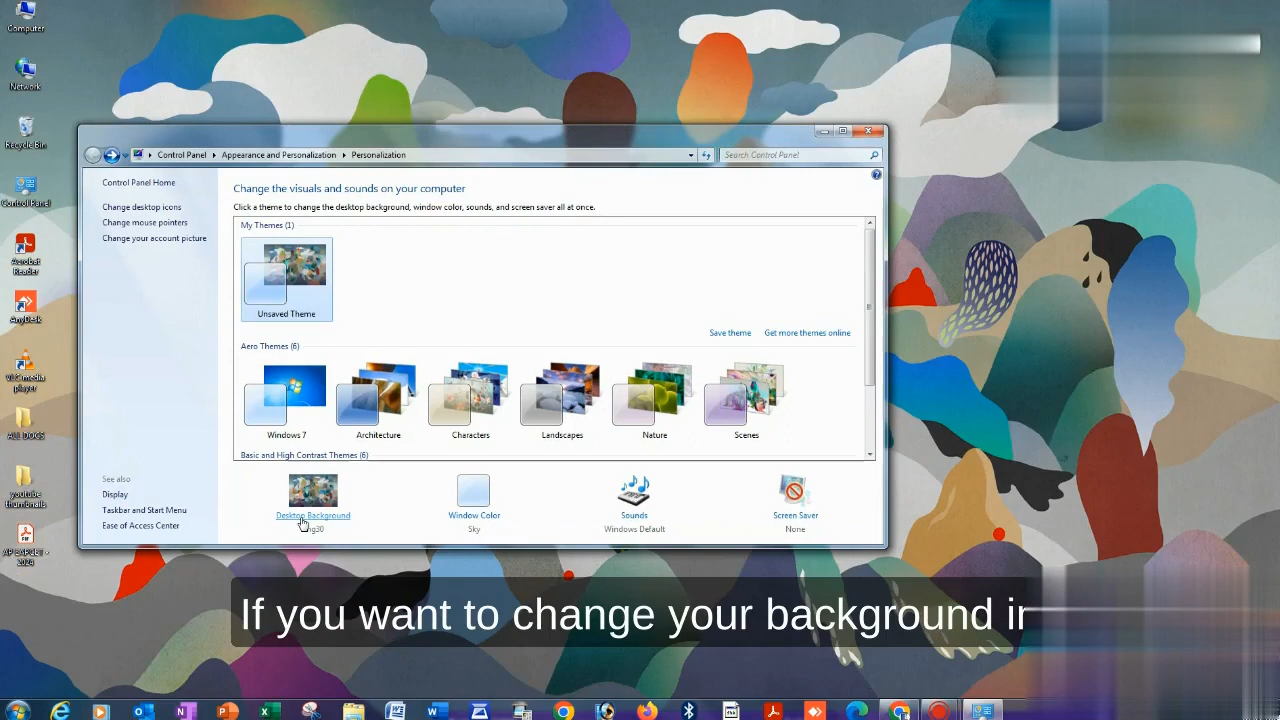 Computer
Network
Recycle Bin
Control Panel
Acrobat
Reader
AnyDesk
VLC media
player
ALL DOCS
youtube
thumbnails
2024
Control Panel
Appearance and Personalization
Personalization
Search Control Panel
Control Panel Home
Change desktop icons
Change mouse pointers
Change your account picture
See also
Display
Taskbar and Start Menu
Ease of Access Center
Change the visuals and sounds on your computer
Click a theme to change the desktop background, window color, sounds, and screen saver all at once.
My Themes (1)
Unsaved Theme
Save theme
Get more themes online
Aero Themes (6)
Windows 7
Architecture
Characters
Landscapes
Nature
Scenes
Basic and High Contrast Themes (6)
Desktop Background
Window Color
Sky
Sounds
Windows Default
Screen Saver
None
If you want to change your background